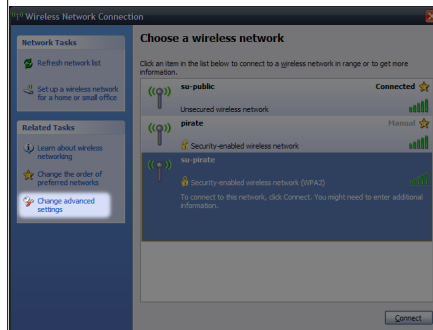 Wireless Network Connection
Network Tasks
Refresh network list
Set up a wireless network
for a home or small office
Related Tasks
Learn about wireless
networking
Change the order of
preferred networks
Change advanced
settings
Choose a wireless network
Click an item in the list below to connect to a wireless network in range or to get more
information.
su-public
Connected
Unsecured wireless network
pirate
Manual
Security-enabled wireless network
su-pirate
Security-enabled wireless network (WPA2)
To connect to this network, click Connect. You might need to enter additional
information.
Connect